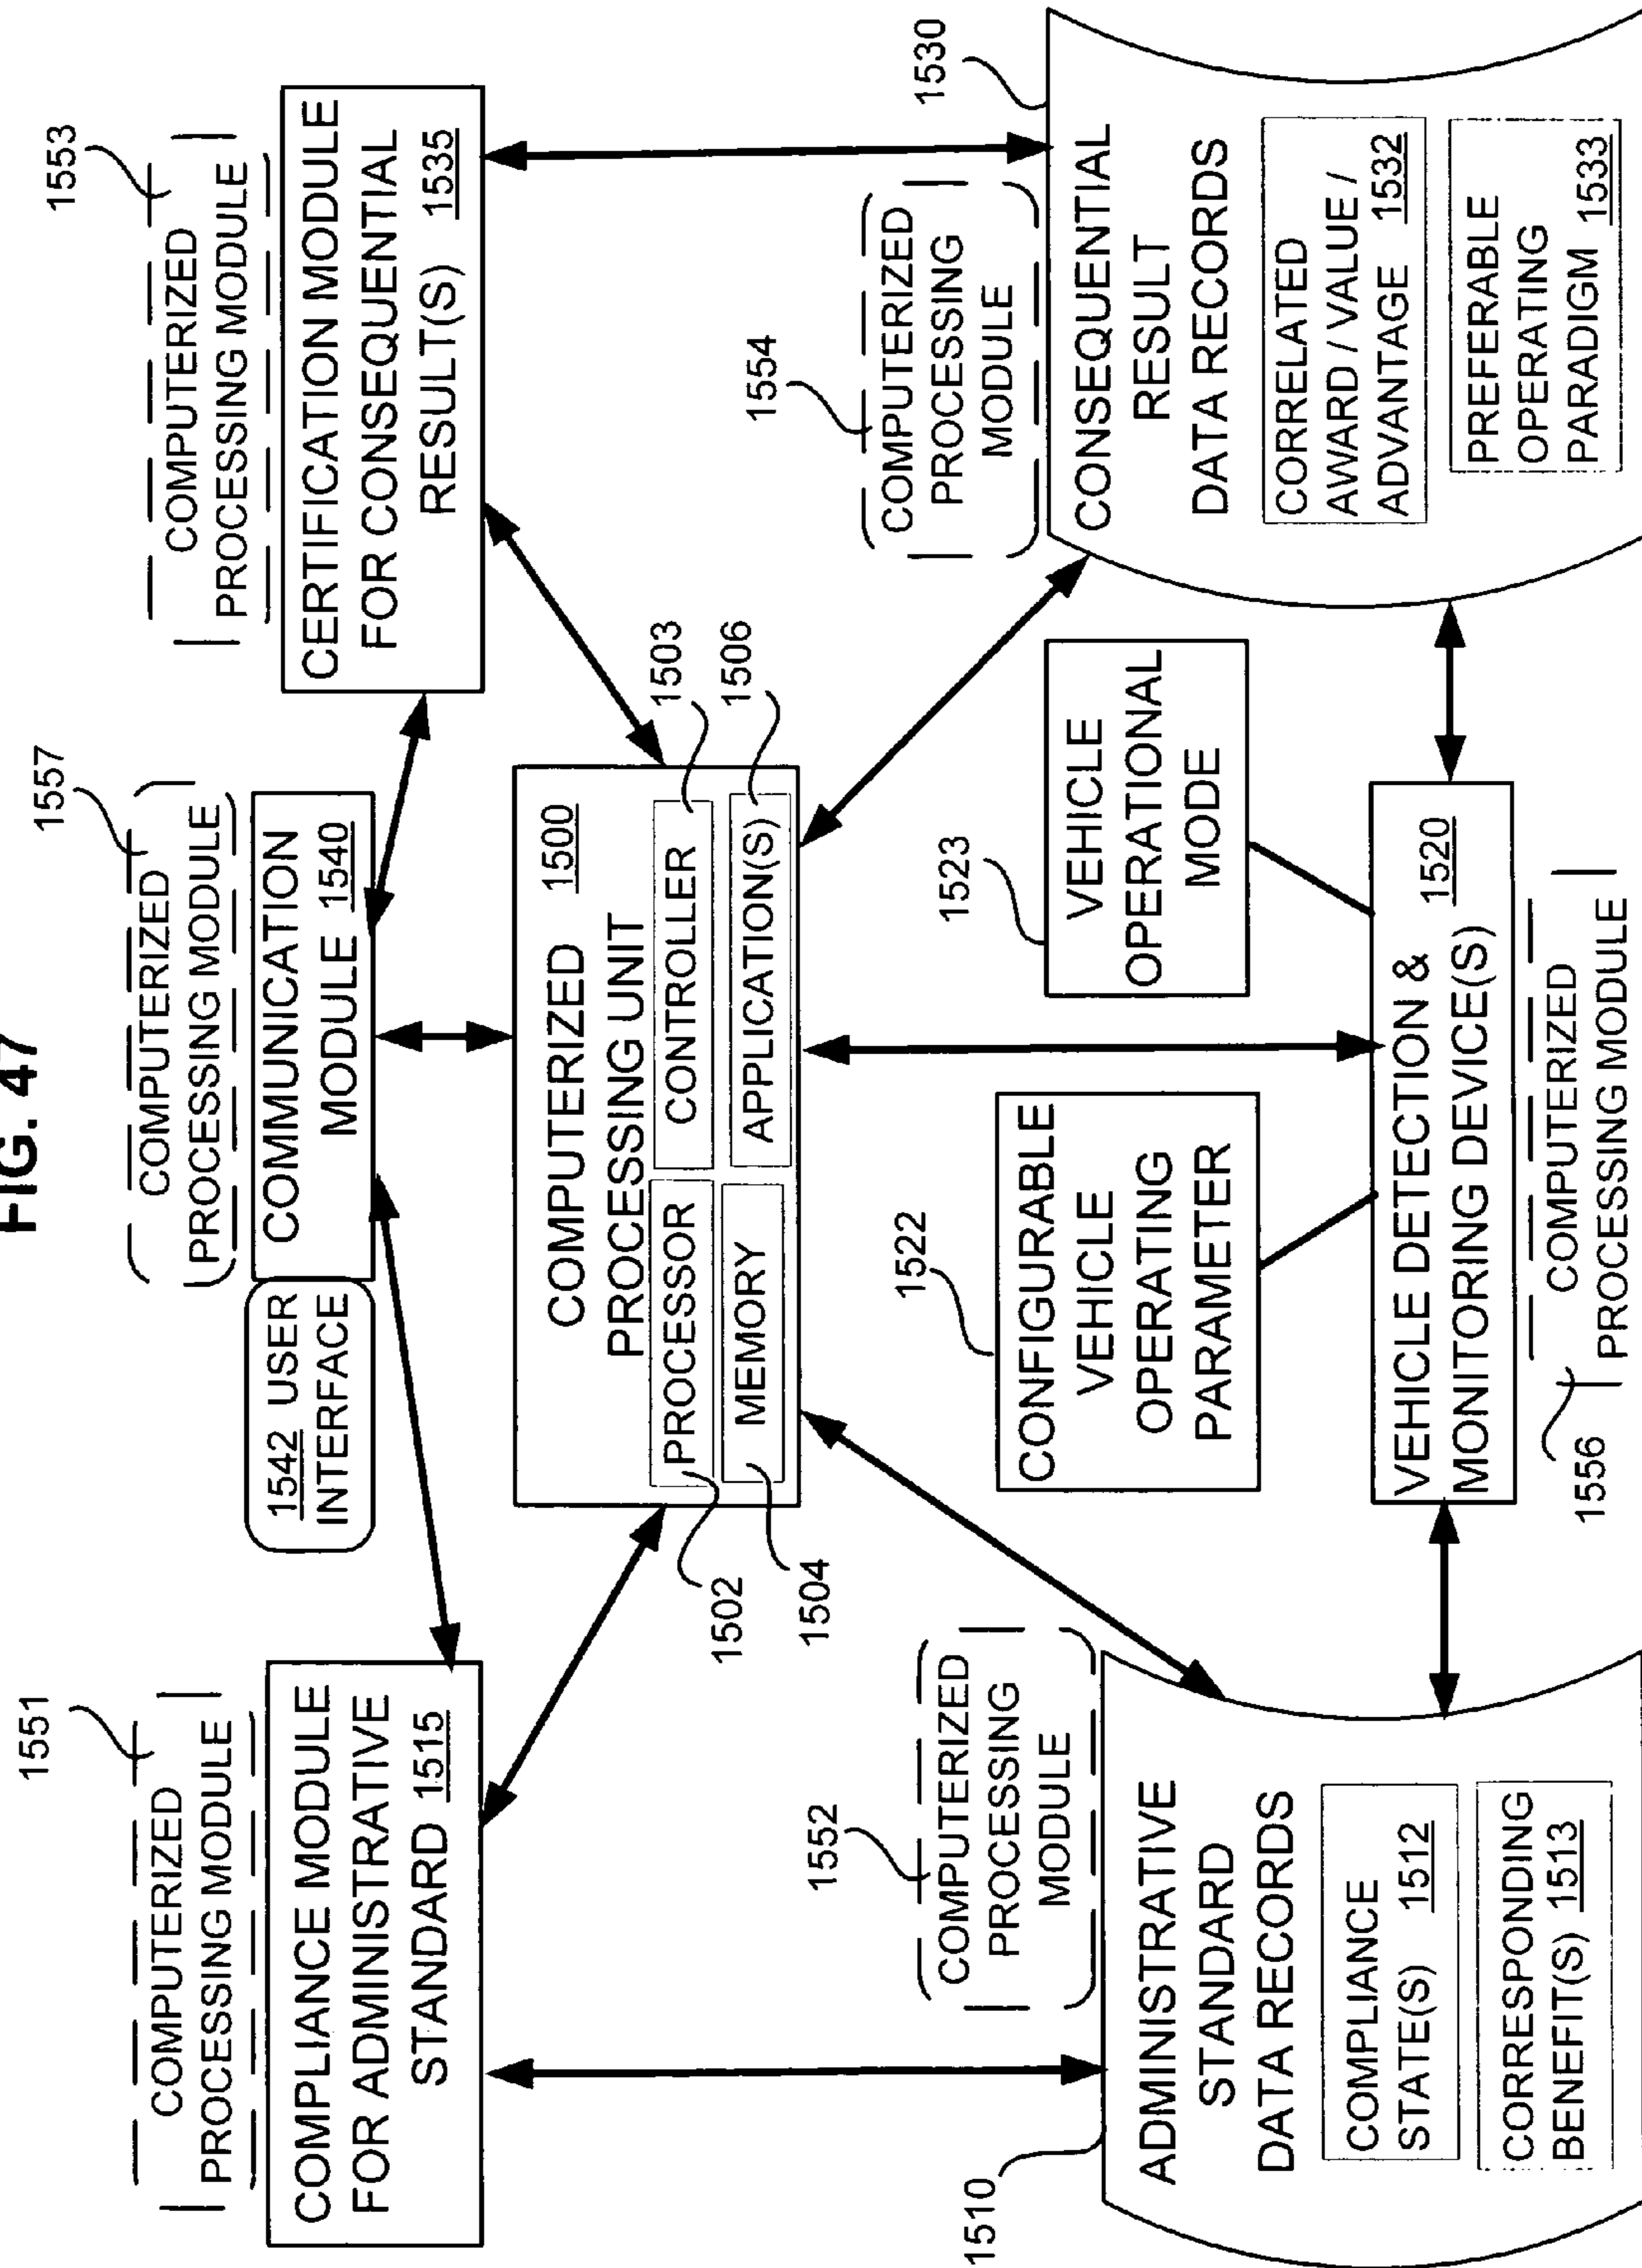 FIG. 47
1551
COMPUTERIZED
PROCESSING MODULE
COMPLIANCE MODULE
FOR ADMINISTRATIVE
STANDARD 1515
1557
COMPUTERIZED
PROCESSING MODULE
1542 USER
INTERFACE
COMMUNICATION
MODULE 1540
1553
COMPUTERIZED
PROCESSING MODULE
CERTIFICATION MODULE
FOR CONSEQUENTIAL
RESULT(S) 1535
COMPUTERIZED
PROCESSING UNIT
1500
PROCESSOR
CONTROLLER
MEMORY
APPLICATION(S)
1502
1504
1503
1506
1552
COMPUTERIZED
PROCESSING
MODULE
1510
ADMINISTRATIVE
STANDARD
DATA RECORDS
COMPLIANCE
STATE(S) 1512
CORRESPONDING
BENEFIT(S) 1513
1522
CONFIGURABLE
VEHICLE
OPERATING
PARAMETER
1523
VEHICLE
OPERATIONAL
MODE
VEHICLE DETECTION &
MONITORING DEVICE(S)
1520
1556
COMPUTERIZED
PROCESSING MODULE
1554
COMPUTERIZED
PROCESSING
MODULE
1530
CONSEQUENTIAL
RESULT
DATA RECORDS
CORRELATED
AWARD / VALUE /
ADVANTAGE 1532
PREFFERABLE
OPERATING
PARADIGM 1533